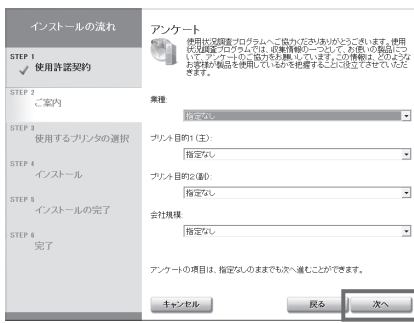 インストールの流れ
STEP 1
使用許諾契約
STEP 2
ご案内
STEP 3
使用するプリンタの選択
STEP 4
インストール
STEP 5
インストールの完了
STEP 6
完了
アンケート
使用状況調査プログラムへご協力くださりありがとうございます。使用
状況調査プログラムでは、収集情報の一つとして、お使いの製品につ
いて、アンケートのご協力をお願いしています。この情報は、どのような
お客様が製品を使用しているかを把握することに役立てさせていただ
きます。
業種:
指定なし
プリント目的1(主):
指定なし
プリント目的2(副):
指定なし
会社規模:
指定なし
アンケートの項目は、指定なしのままでも次へ進むことができます。
キャンセル
戻る
次へ